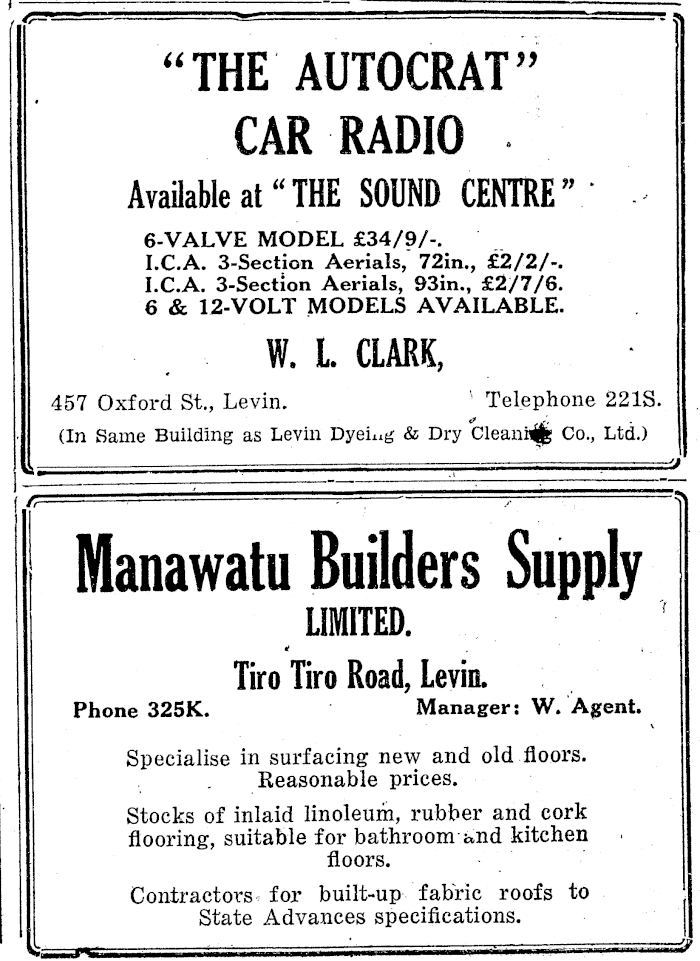 "THE AUTOCRAT"
CAR RADIO
Available at "THE SOUND CENTRE"
6-VALVE MODEL £34/9/-.
I.C.A. 3-Section Aerials, 72in., £2/2/-.
I.C.A. 3-Section Aerials, 93in., £2/7/6.
6 & 12-VOLT MODELS AVAILABLE.
W. L. CLARK,
457 Oxford St., Levin. Telephone 221S.
(In Same Building as Levin Dyeing & Dry Cleaning Co., Ltd.)
Manawatu Builders Supply
LIMITED.
Tiro Tiro Road, Levin.
Phone 325K. Manager: W. Agent.
Specialise in surfacing new and old floors.
Reasonable prices.
Stocks of inlaid linoleum, rubber and cork
flooring, suitable for bathroom and kitchen
floors.
Contractors for built-up fabric roofs to
State Advances specifications.